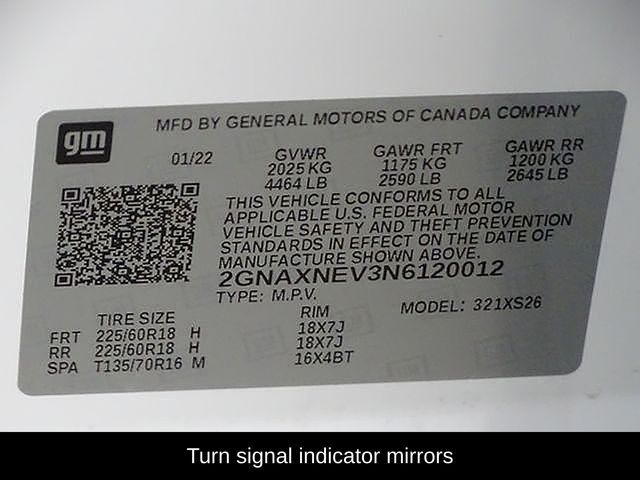 gm
MFD BY GENERAL MOTORS OF CANADA COMPANY
01/22 GVWR GAWR FRT GAWR RR
2025 KG 1175 KG 1200 KG
4464 LB 2590 LB 2645 LB
THIS VEHICLE CONFORMS TO ALL
APPLICABLE U.S. FEDERAL MOTOR
VEHICLE SAFETY AND THEFT PREVENTION
STANDARDS IN EFFECT ON THE DATE OF
MANUFACTURE SHOWN ABOVE.
2GNAXNEV3N6120012
TYPE: M.P.V. MODEL: 321XS26
TIRE SIZE RIM
FRT 225/60R18 H 18X7J
RR 225/60R18 H 18X7J
SPA T135/70R16 M 16X4BT
Turn signal indicator mirrors